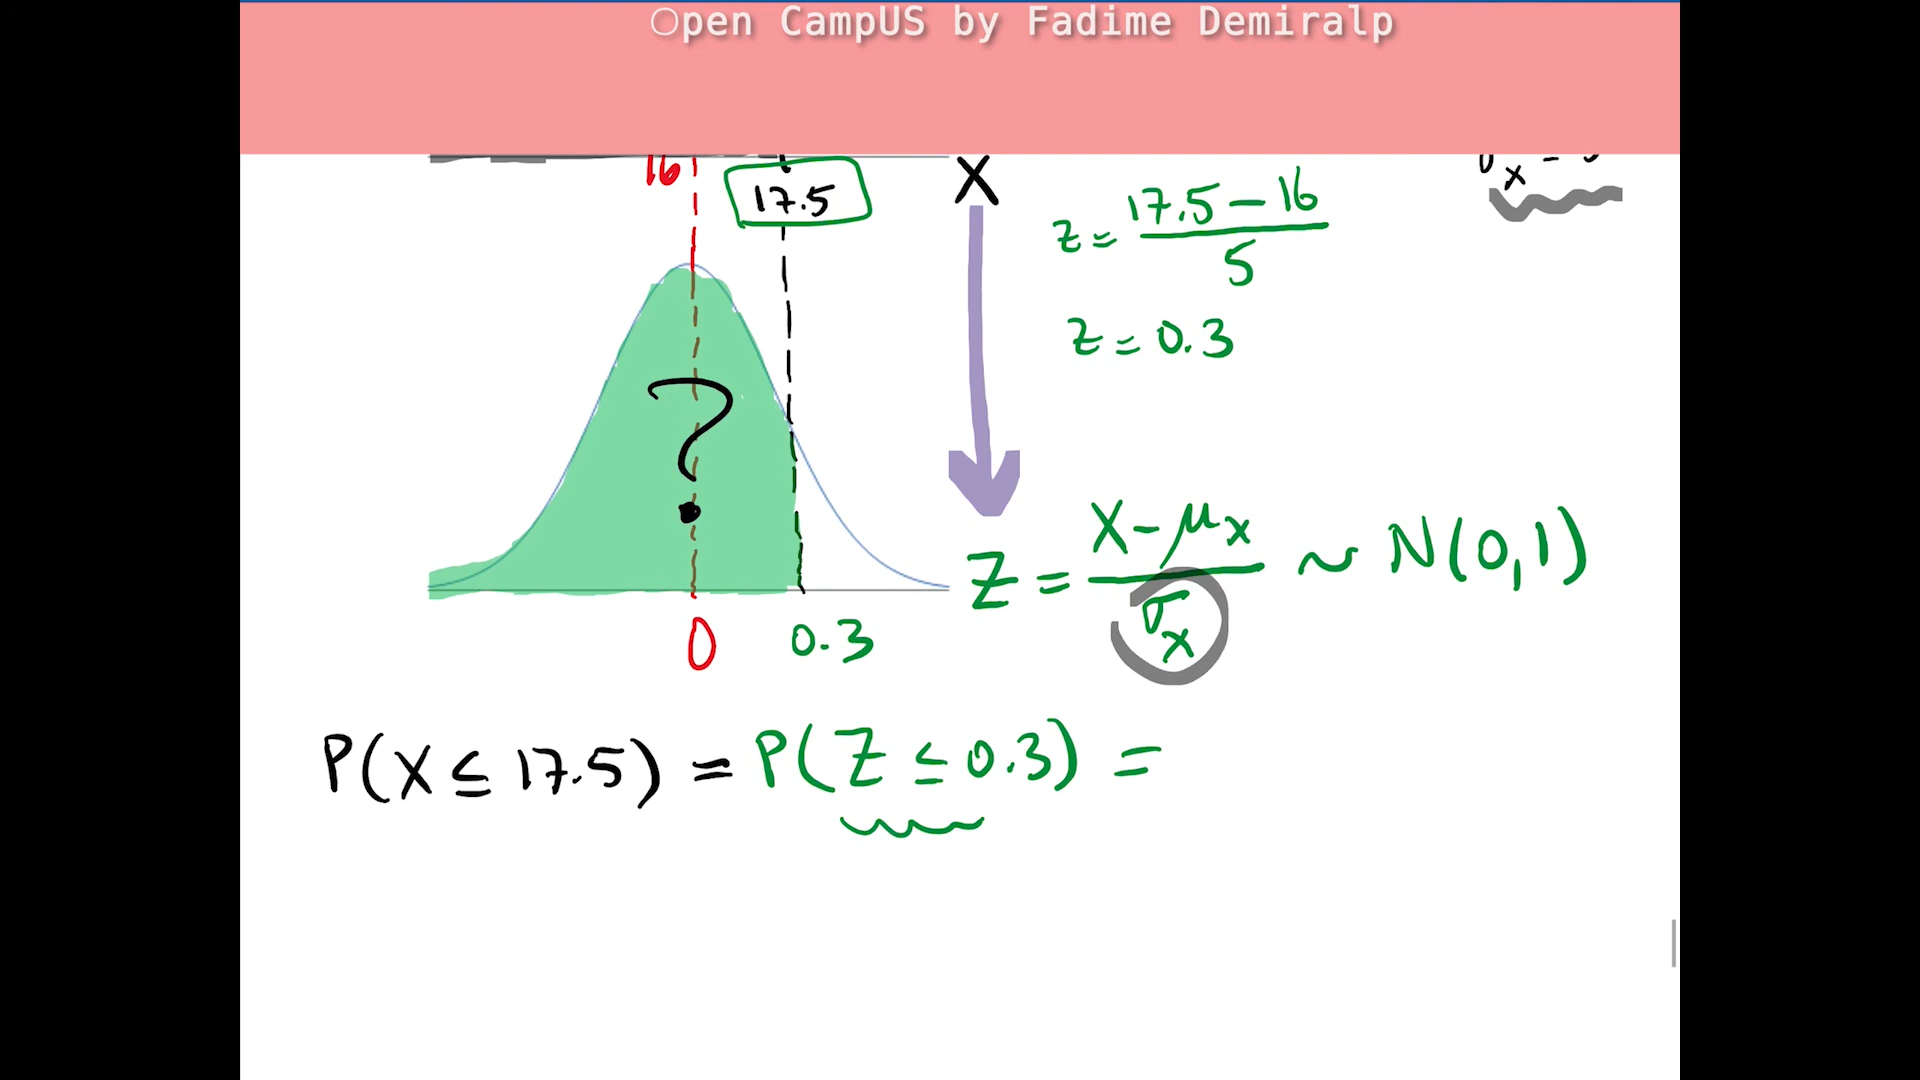 Open CampUS by Fadime Demiralp
16
17.5
X
z = 17.5 - 16 / 5
z = 0.3
?
Z = X - μx / σx ~ N(0,1)
0
0.3
P(X ≤ 17.5) = P(Z ≤ 0.3) =